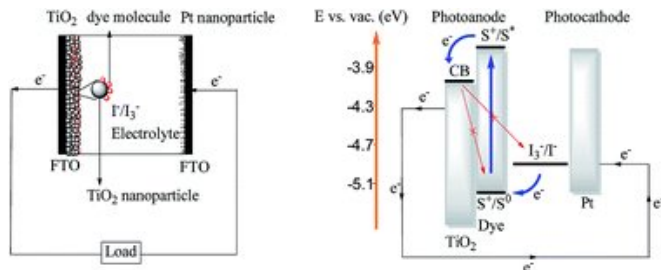 TiO2 dye molecule Pt nanoparticle
e-
e-
I-/I3-
Electrolyte
FTO
FTO
TiO2 nanoparticle
Load
E vs. vac. (eV)
Photoanode
Photocathode
S+/S*
e-
-3.9
CB
e-
-4.3
-4.7
I3-/I-
e-
-5.1
e-
S+/S0
Pt
Dye
TiO2
e-
e-